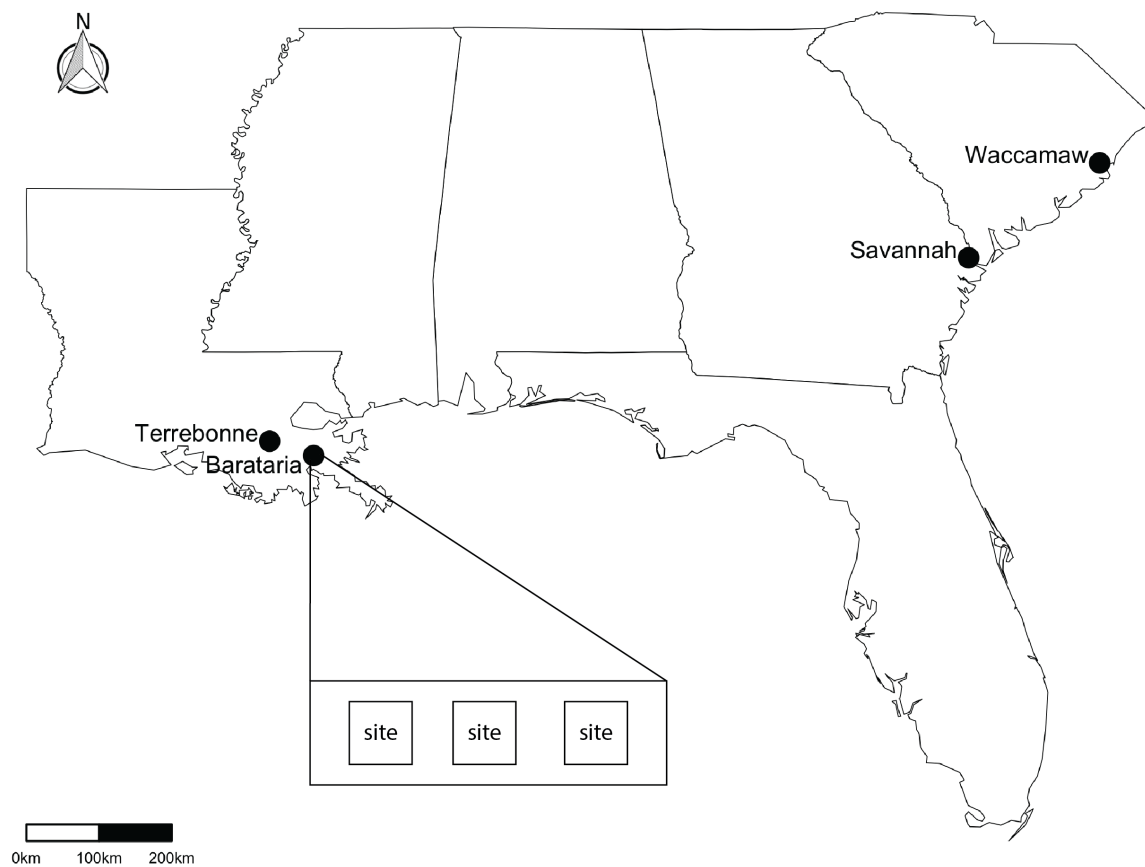 N
Waccamaw
Savannah
Terrebonne
Barataria
site site site
0km 100km 200km